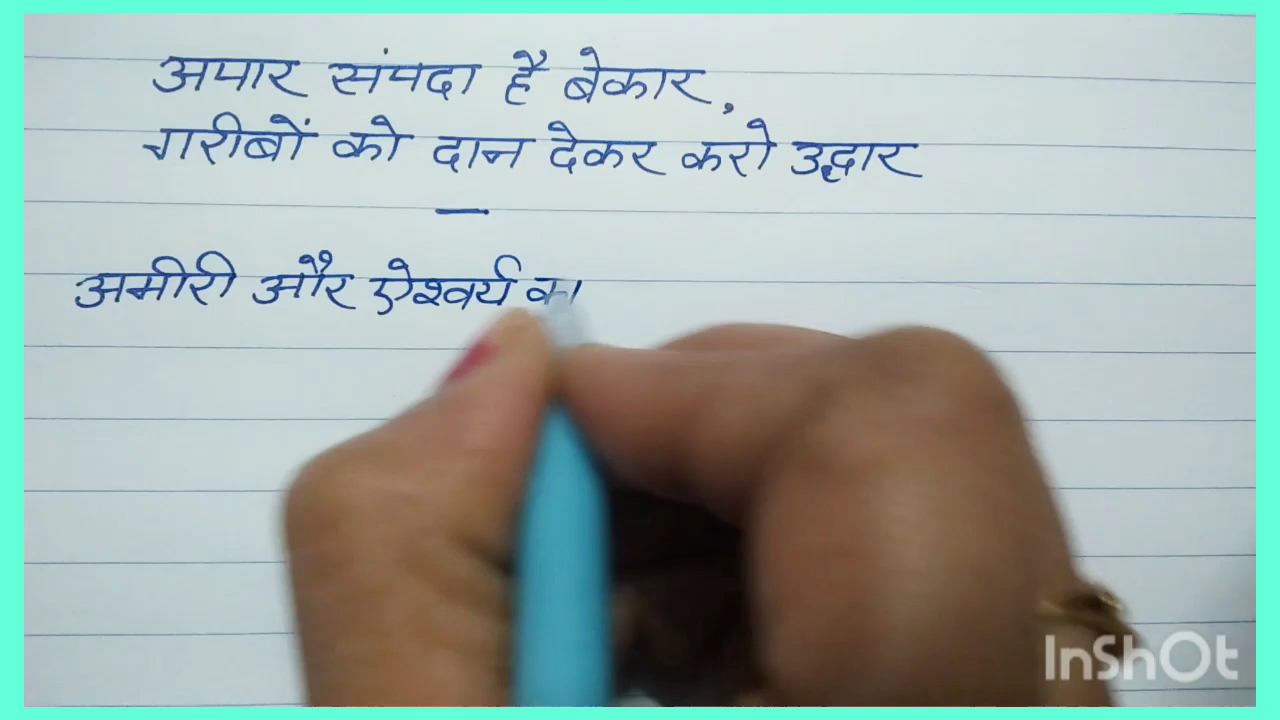 अपार संपदा है बेकार,
गरीबों को दान देकर करो उद्धार
—
अमीरी और ऐश्वर्य का
InShOt